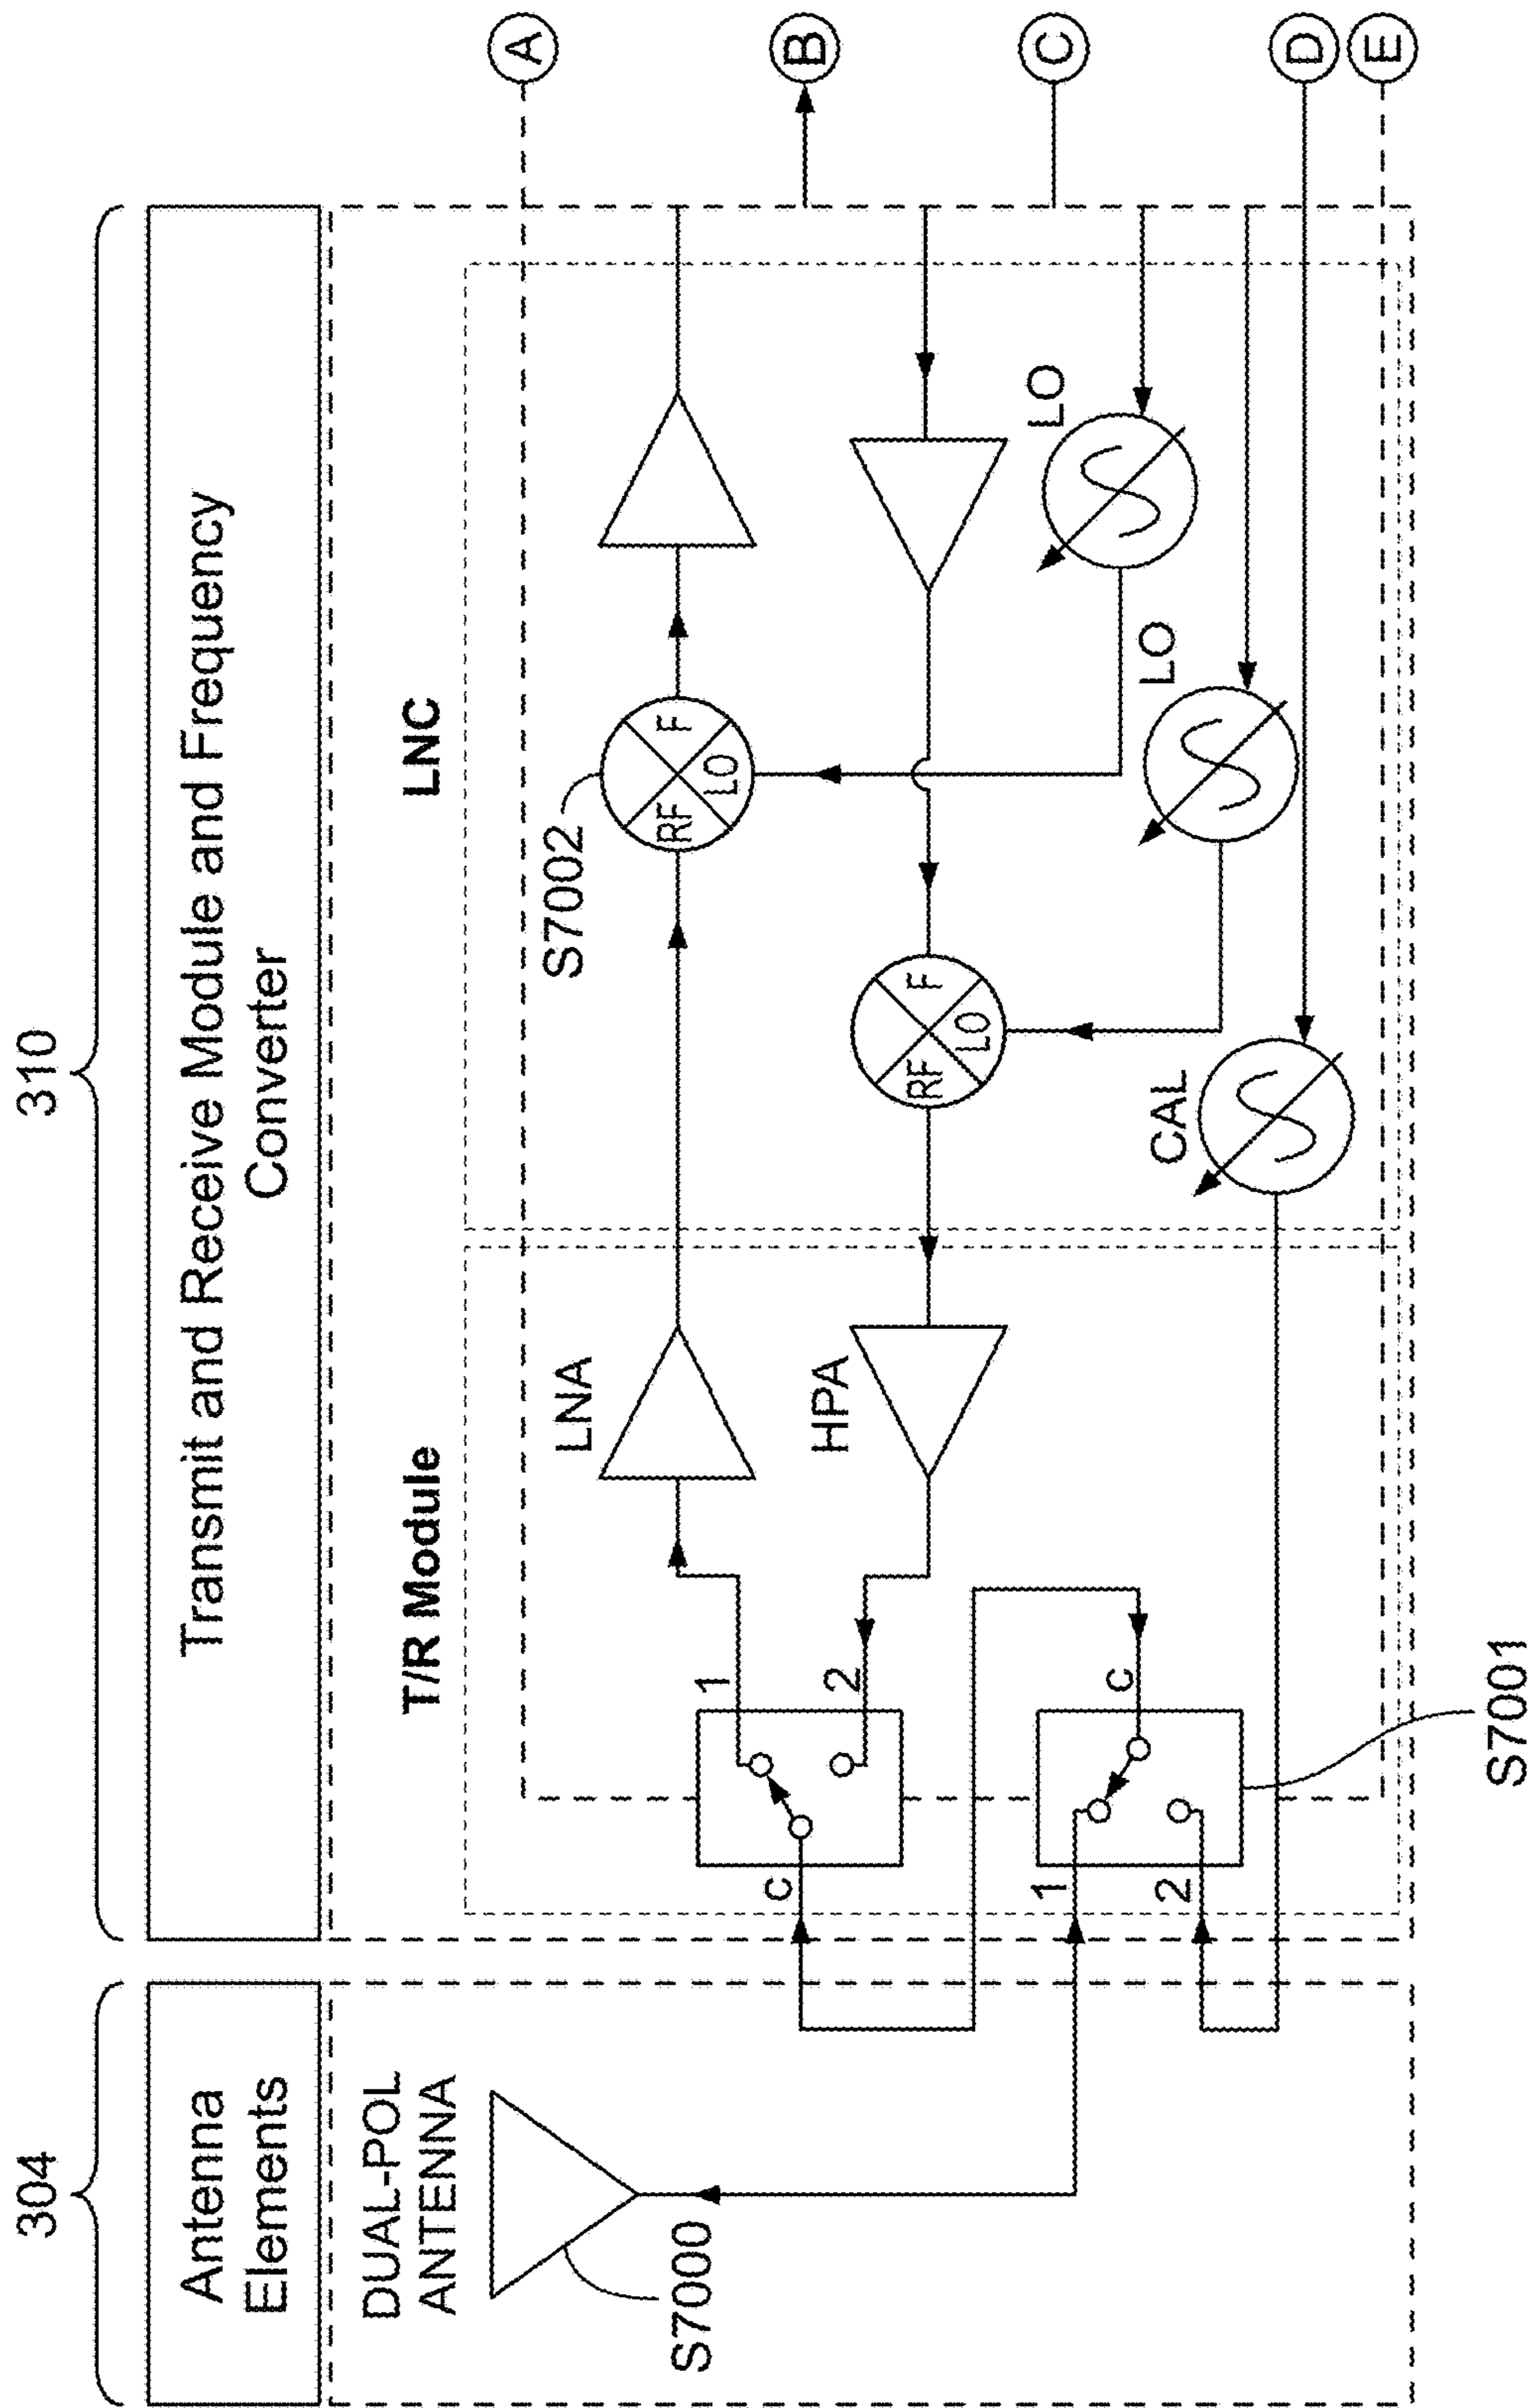 304
310
Antenna
Elements
Transmit and Receive Module and Frequency
Converter
DUAL-POL
ANTENNA
S7000
T/R Module
LNC
LNA
S7002
RF
F
LO
A
B
C
D
E
c
1
2
HPA
RF
F
LO
LO
LO
CAL
1
2
c
S7001